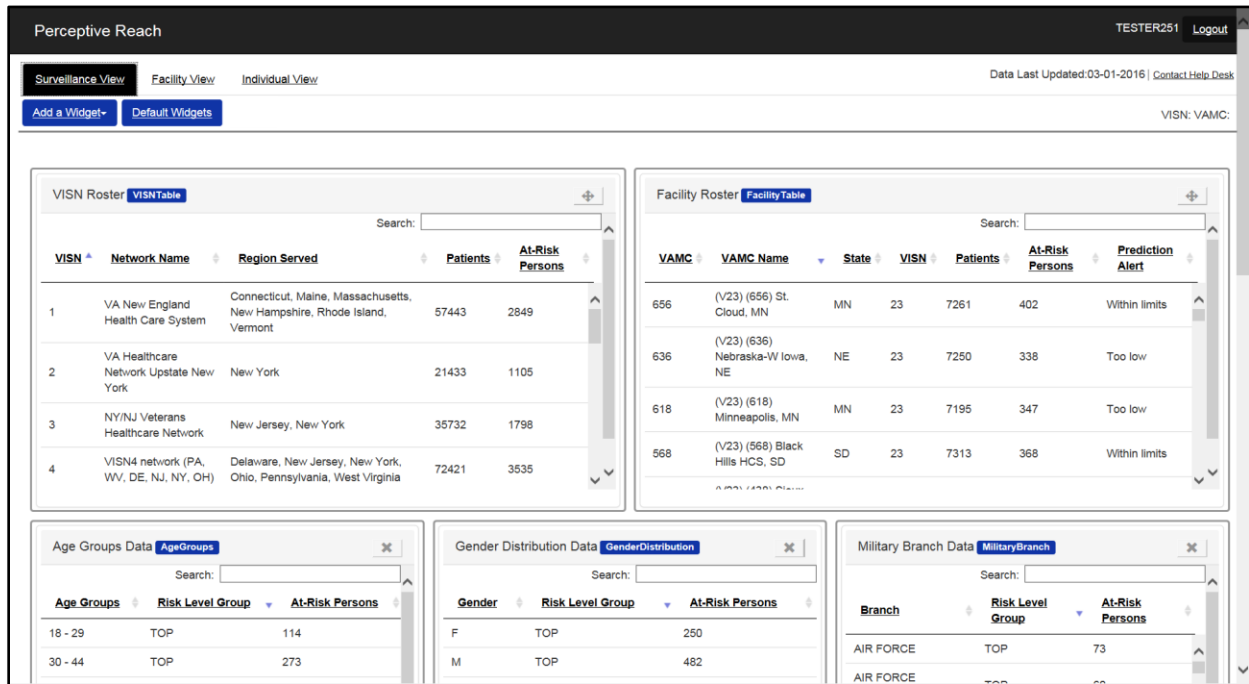 Perceptive Reach
TESTER251 Logout
Surveillance View Facility View Individual View
Data Last Updated:03-01-2016 | Contact Help Desk
Add a Widget Default Widgets
VISN: VAMC:
VISN Roster VISNTable
Search:
VISN Network Name Region Served Patients At-Risk Persons
1 VA New England Health Care System Connecticut, Maine, Massachusetts, New Hampshire, Rhode Island, Vermont 57443 2849
2 VA Healthcare Network Upstate New York New York 21433 1105
3 NY/NJ Veterans Healthcare Network New Jersey, New York 35732 1798
4 VISN4 network (PA, WV, DE, NJ, NY, OH) Delaware, New Jersey, New York, Ohio, Pennsylvania, West Virginia 72421 3535
Facility Roster FacilityTable
Search:
VAMC VAMC Name State VISN Patients At-Risk Persons Prediction Alert
656 (V23) (656) St. Cloud, MN MN 23 7261 402 Within limits
636 (V23) (636) Nebraska-W Iowa, NE NE 23 7250 338 Too low
618 (V23) (618) Minneapolis, MN MN 23 7195 347 Too low
568 (V23) (568) Black Hills HCS, SD SD 23 7313 368 Within limits
Age Groups Data AgeGroups
Search:
Age Groups Risk Level Group At-Risk Persons
18 - 29 TOP 114
30 - 44 TOP 273
Gender Distribution Data GenderDistribution
Search:
Gender Risk Level Group At-Risk Persons
F TOP 250
M TOP 482
Military Branch Data MilitaryBranch
Search:
Branch Risk Level Group At-Risk Persons
AIR FORCE TOP 73
AIR FORCE